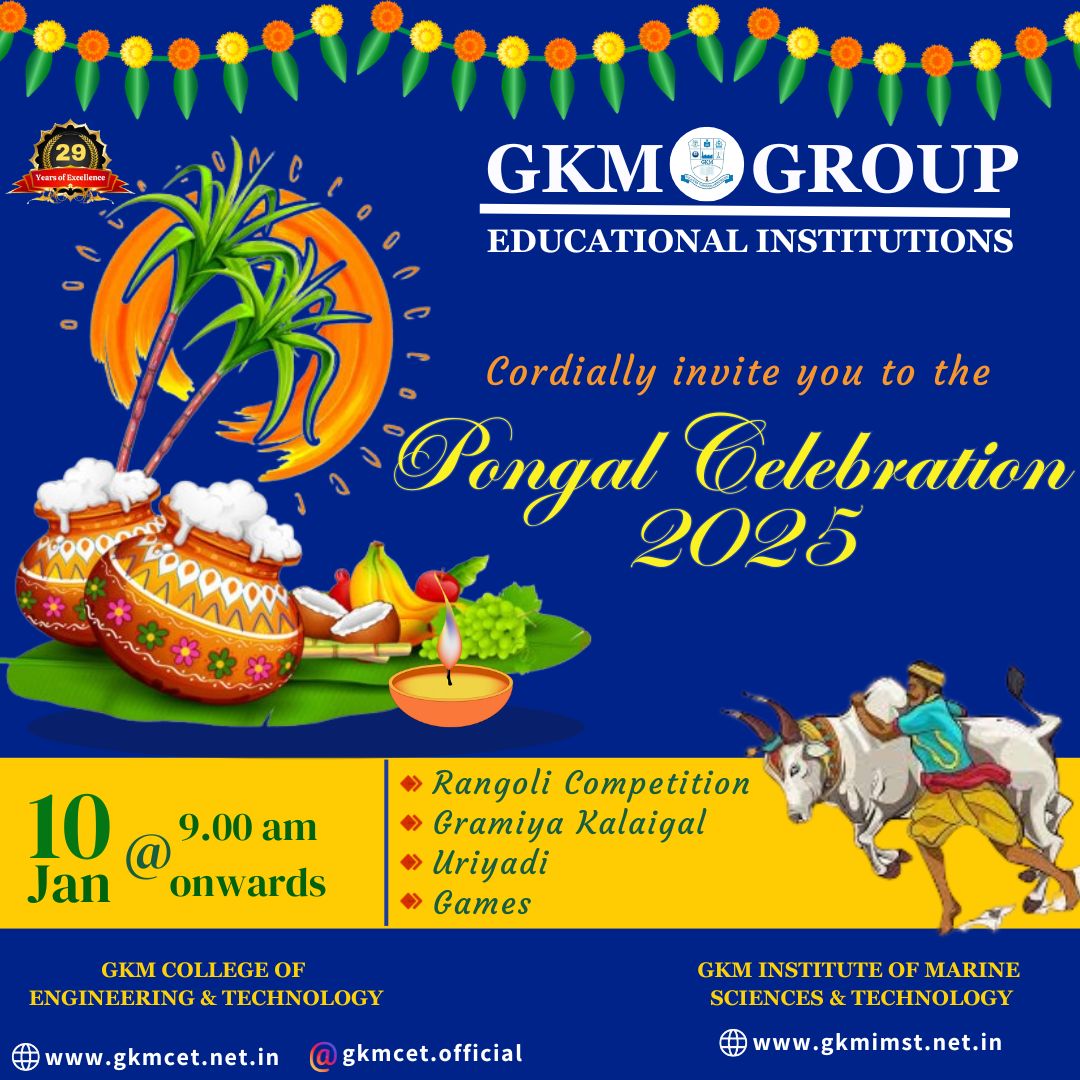 29
Years of Excellence
GKM GROUP
GKM
EDUCATIONAL INSTITUTIONS
Cordially invite you to the
Pongal Celebration
2025
10
Jan
@
9.00 am
onwards
Rangoli Competition
Gramiya Kalaigal
Uriyadi
Games
GKM COLLEGE OF
ENGINEERING & TECHNOLOGY
www.gkmcet.net.in
@gkmcet.official
GKM INSTITUTE OF MARINE
SCIENCES & TECHNOLOGY
www.gkmimst.net.in